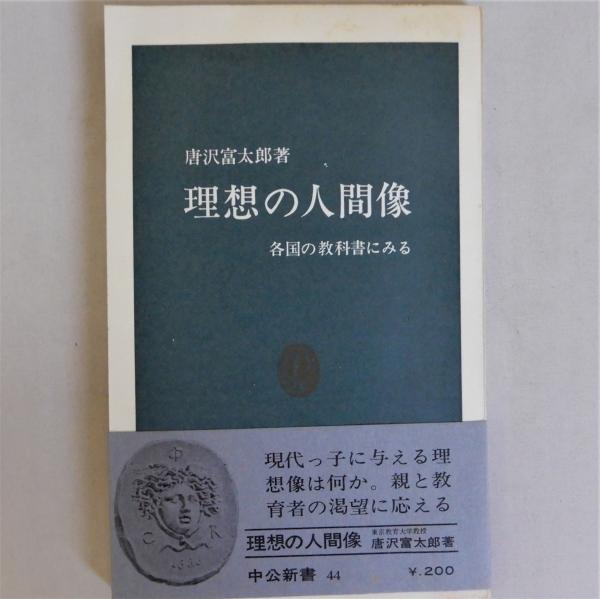 唐沢富太郎著
理想の人間像
各国の教科書にみる
現代っ子に与える理
想像は何か。親と教
育者の渇望に応える
理想の人間像 東京教育大学教授 唐沢富太郎著
中公新書 44 ¥.200
Φ
C R